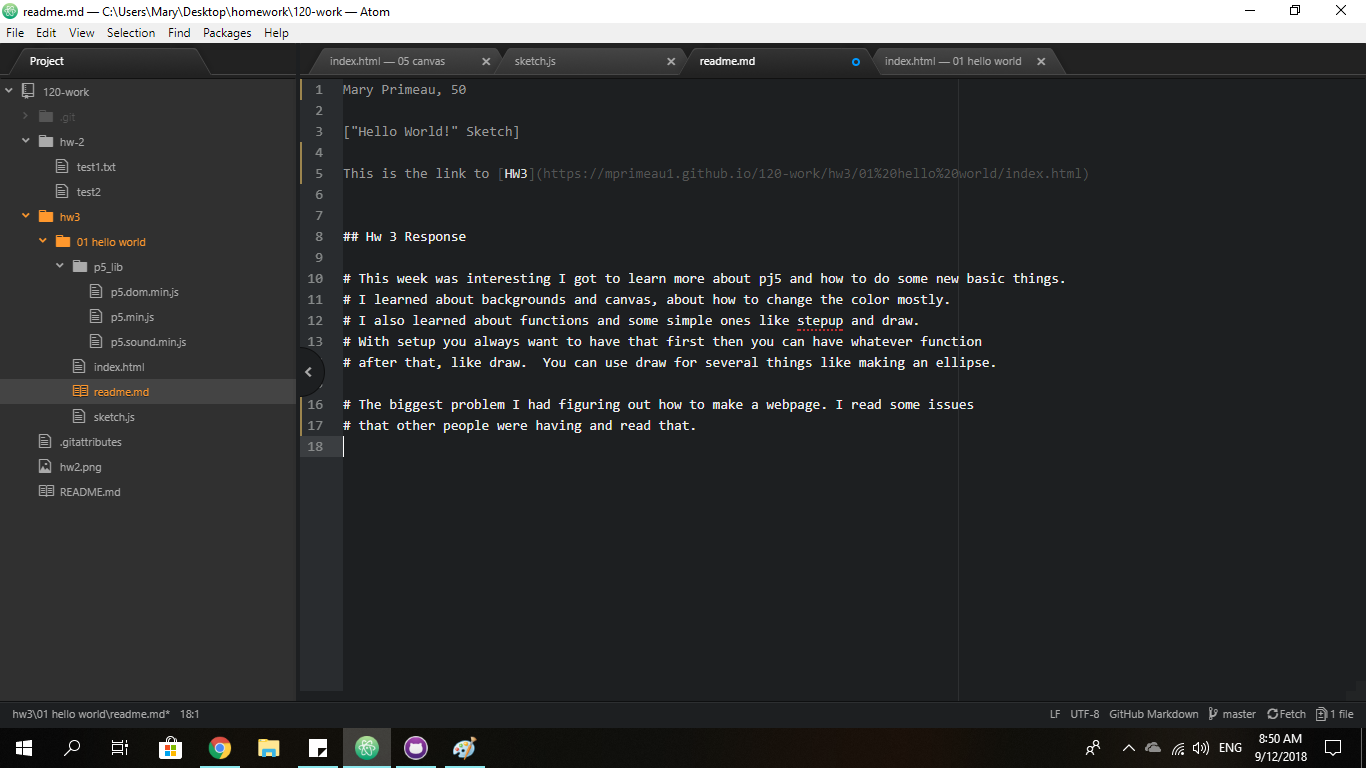 readme.md — C:\Users\Mary\Desktop\homework\120-work — Atom
File Edit View Selection Find Packages Help
Project
index.html — 05 canvas
sketch.js
readme.md
index.html — 01 hello world
120-work
.git
hw-2
test1.txt
test2
hw3
01 hello world
p5_lib
p5.dom.min.js
p5.min.js
p5.sound.min.js
index.html
readme.md
sketch.js
.gitattributes
hw2.png
README.md
1 Mary Primeau, 50
2
3 ["Hello World!" Sketch]
4
5 This is the link to [HW3](https://mprimeau1.github.io/120-work/hw3/01%20hello%20world/index.html)
6
7
8 ## Hw 3 Response
9
10 # This week was interesting I got to learn more about pj5 and how to do some new basic things.
11 # I learned about backgrounds and canvas, about how to change the color mostly.
12 # I also learned about functions and some simple ones like stepup and draw.
13 # With setup you always want to have that first then you can have whatever function
# after that, like draw.  You can use draw for several things like making an ellipse.
16 # The biggest problem I had figuring out how to make a webpage. I read some issues
17 # that other people were having and read that.
18
hw3\01 hello world\readme.md* 18:1
LF UTF-8 GitHub Markdown master Fetch 1 file
ENG
8:50 AM
9/12/2018